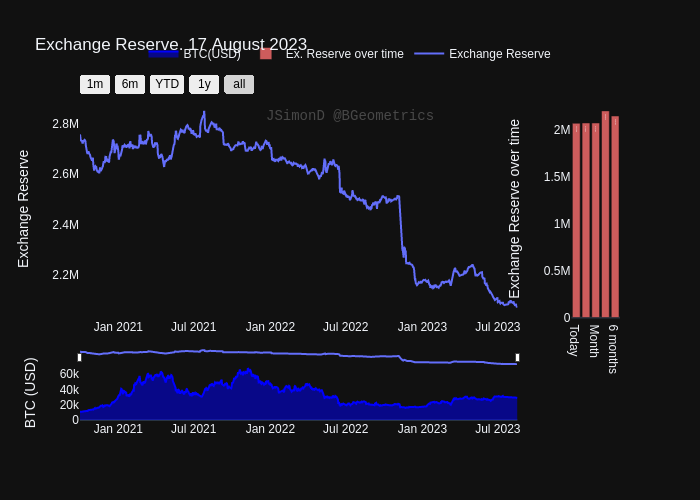 Exchange Reserve. 17 August 2023
BTC(USD)
Ex. Reserve over time
Exchange Reserve
1m
6m
YTD
1y
all
JSimonD @BGeometrics
Exchange Reserve
2.8M
2.6M
2.4M
2.2M
Jan 2021
Jul 2021
Jan 2022
Jul 2022
Jan 2023
Jul 2023
Exchange Reserve over time
2M
1.5M
1M
0.5M
0
Today
Month
6 months
BTC (USD)
60k
40k
20k
0
Jan 2021
Jul 2021
Jan 2022
Jul 2022
Jan 2023
Jul 2023